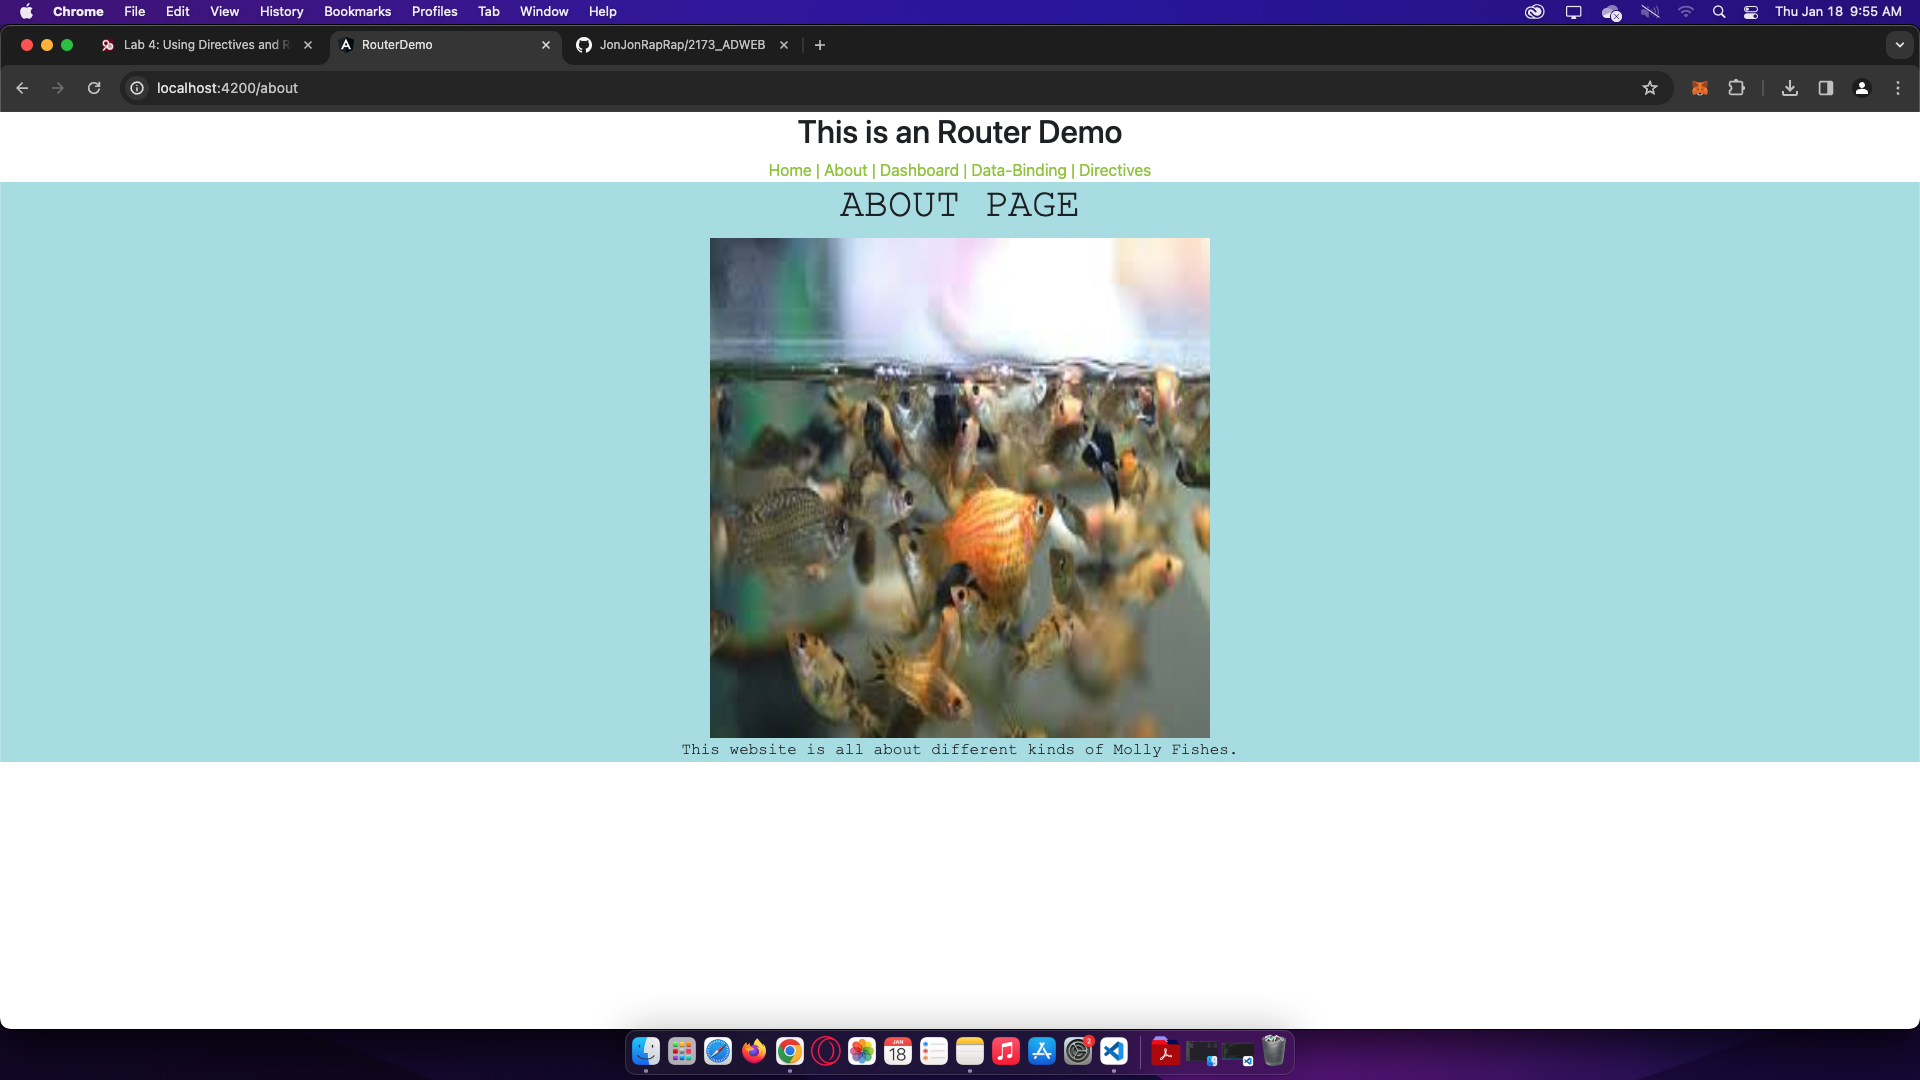 Chrome File Edit View History Bookmarks Profiles Tab Window Help Thu Jan 18 9:55 AM
Lab 4: Using Directives and R RouterDemo JonJonRapRap/2173_ADWEB
localhost:4200/about
This is an Router Demo
Home | About | Dashboard | Data-Binding | Directives
ABOUT PAGE
This website is all about different kinds of Molly Fishes.
JAN
18
2